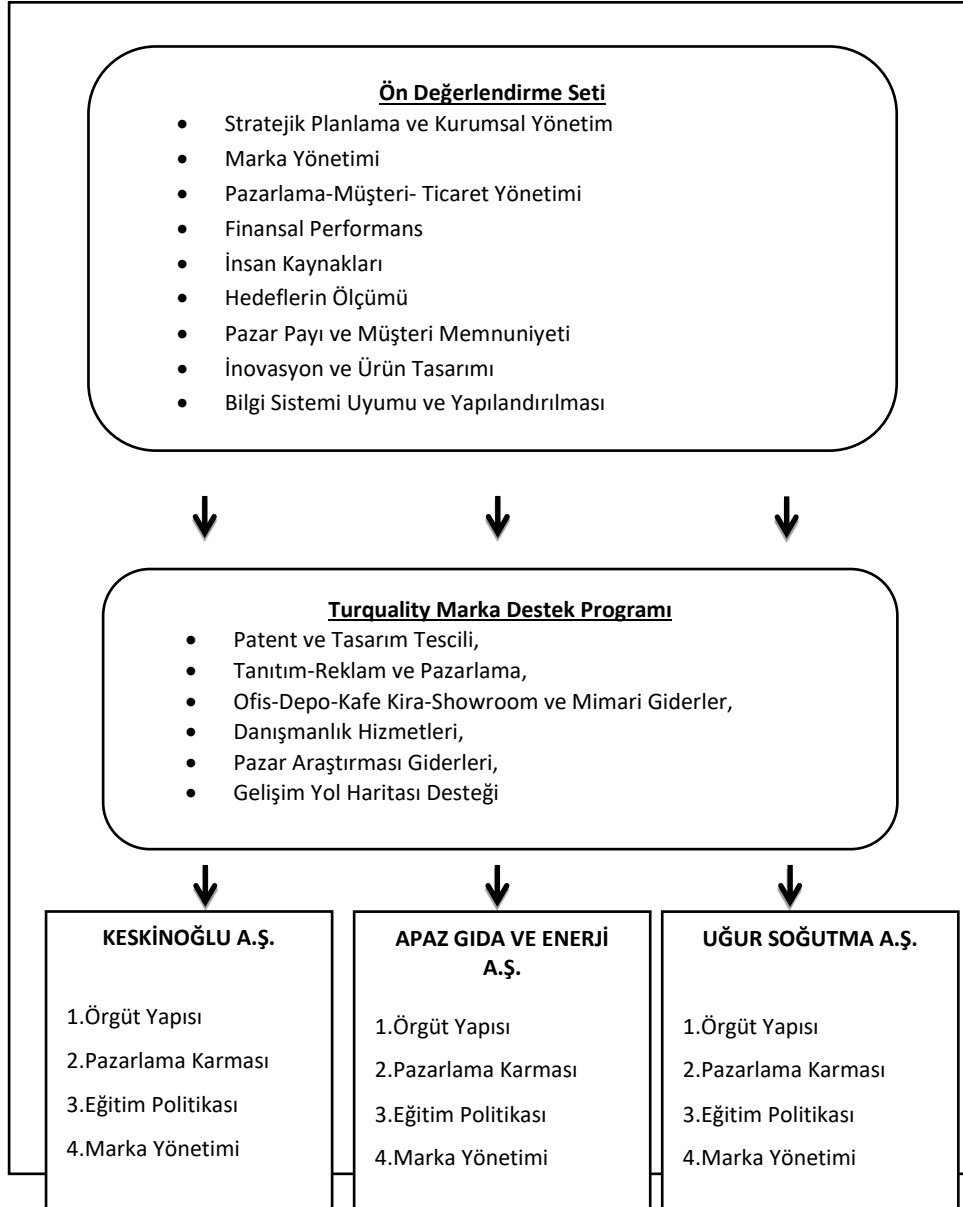 Ön Değerlendirme Seti
• Stratejik Planlama ve Kurumsal Yönetim
• Marka Yönetimi
• Pazarlama-Müşteri- Ticaret Yönetimi
• Finansal Performans
• İnsan Kaynakları
• Hedeflerin Ölçümü
• Pazar Payı ve Müşteri Memnuniyeti
• İnovasyon ve Ürün Tasarımı
• Bilgi Sistemi Uyumu ve Yapılandırılması
Turquality Marka Destek Programı
• Patent ve Tasarım Tescili,
• Tanıtım-Reklam ve Pazarlama,
• Ofis-Depo-Kafe Kira-Showroom ve Mimari Giderler,
• Danışmanlık Hizmetleri,
• Pazar Araştırması Giderleri,
• Gelişim Yol Haritası Desteği
KESKİNOĞLU A.Ş.
1.Örgüt Yapısı
2.Pazarlama Karması
3.Eğitim Politikası
4.Marka Yönetimi
APAZ GIDA VE ENERJİ
A.Ş.
1.Örgüt Yapısı
2.Pazarlama Karması
3.Eğitim Politikası
4.Marka Yönetimi
UĞUR SOĞUTMA A.Ş.
1.Örgüt Yapısı
2.Pazarlama Karması
3.Eğitim Politikası
4.Marka Yönetimi